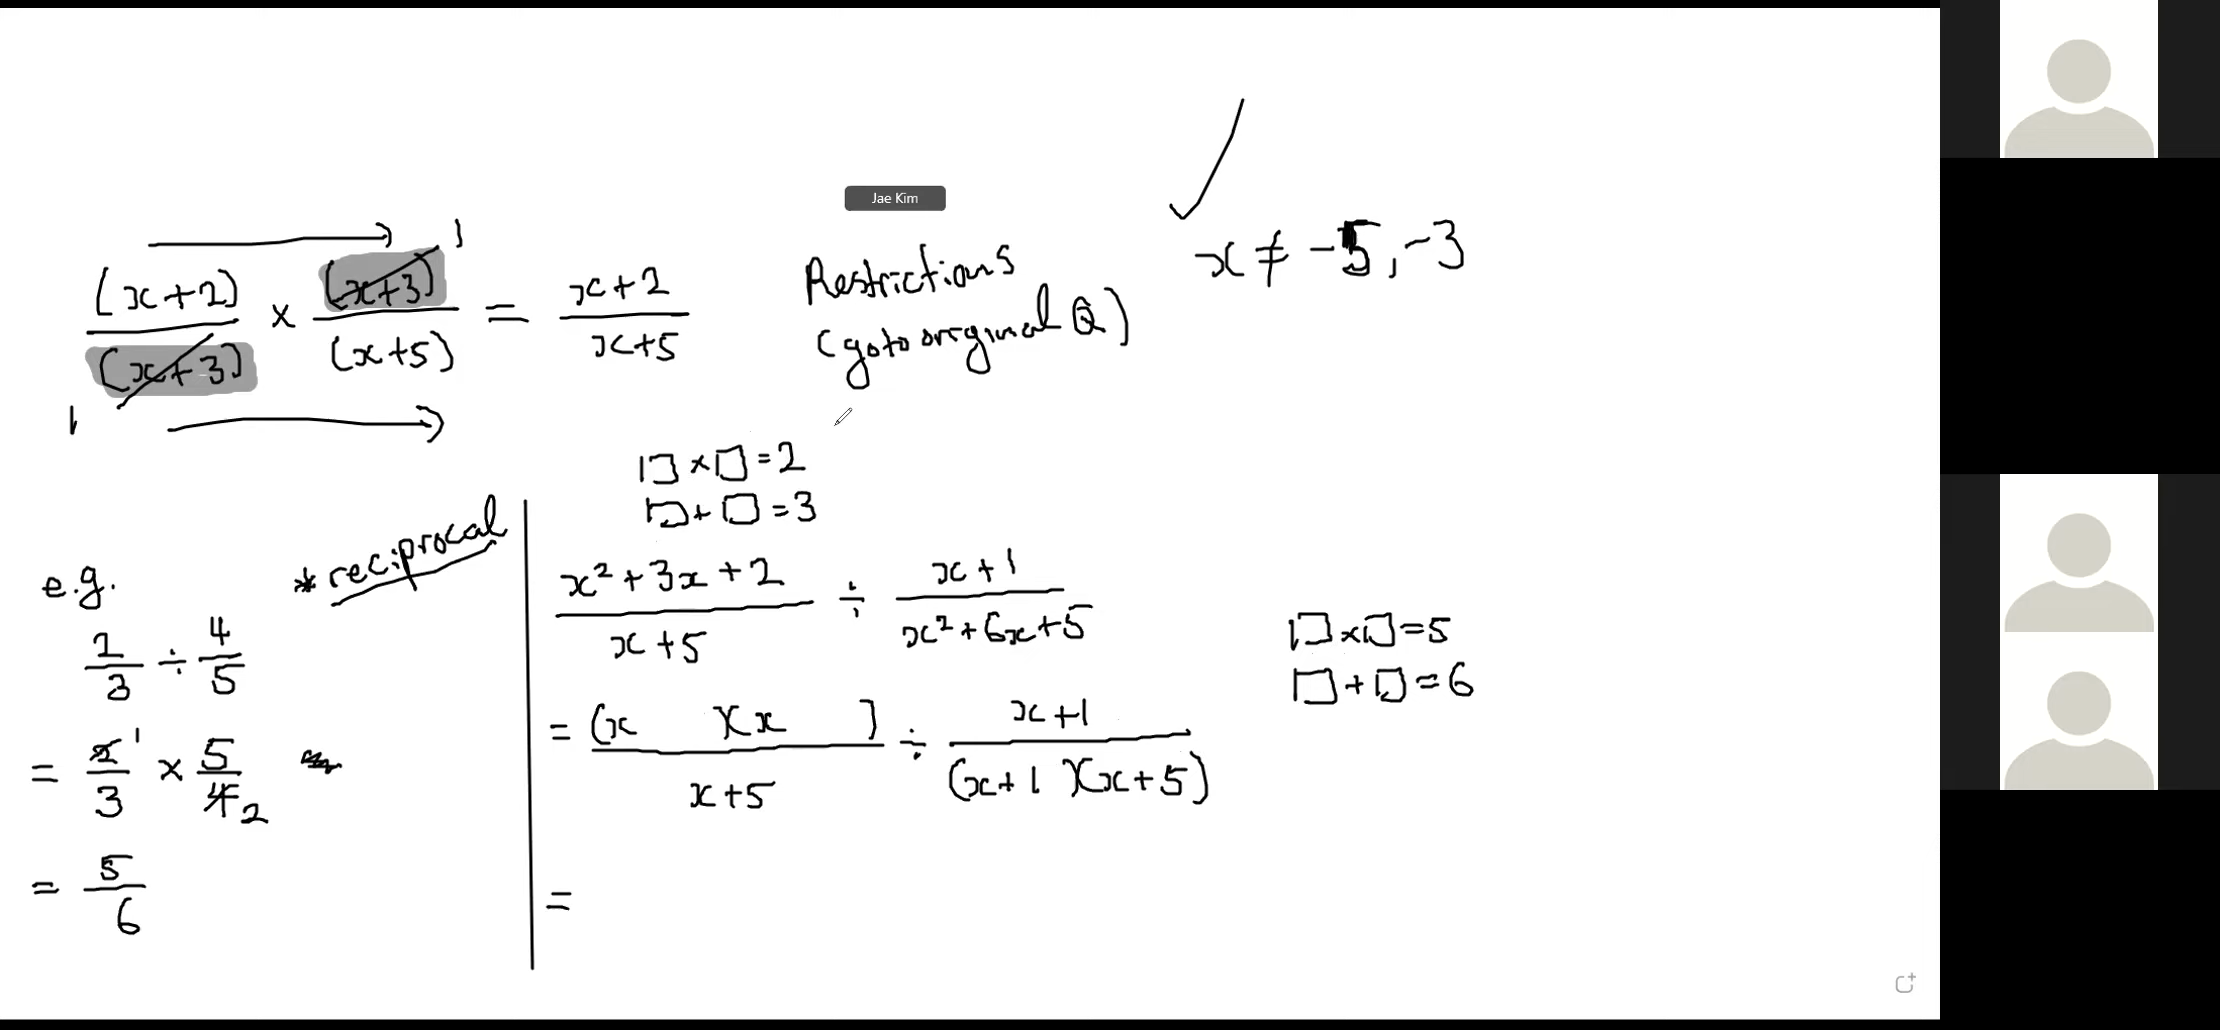 Jae Kim
(x+2)/(x+3) × (x+3)/(x+5) = x+2/x+5
1
1
Restrictions
(go to original Q)
x ≠ -5, -3
□ × □ = 2
□ + □ = 3
e.g.
* reciprocal
2/3 ÷ 4/5
= 2/3 × 5/4
1
2
= 5/6
x² + 3x + 2/x + 5 ÷ x + 1/x² + 6x + 5
□ × □ = 5
□ + □ = 6
= (x )(x )/x + 5 ÷ x + 1/(x + 1)(x + 5)
=